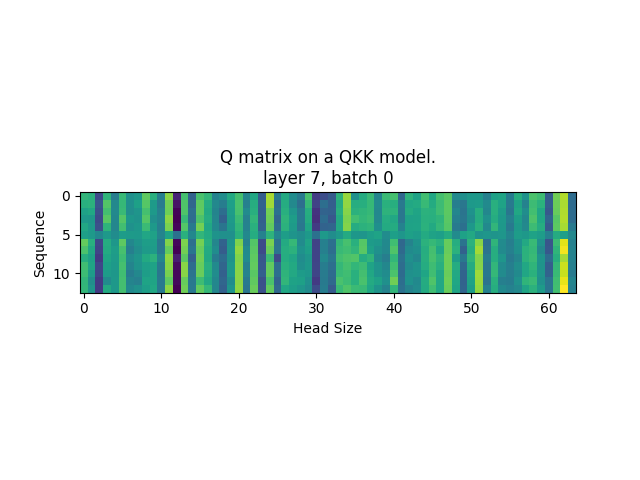 Q matrix on a QKK model.
layer 7, batch 0
0
5
10
Sequence
0 10 20 30 40 50 60
Head Size